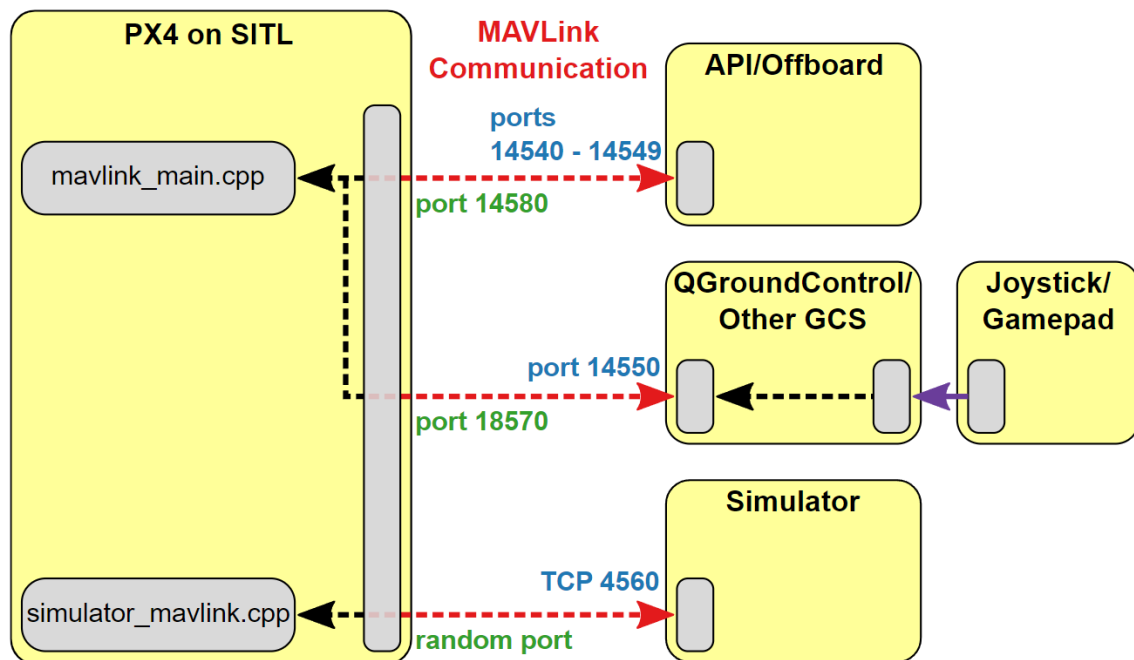 PX4 on SITL
MAVLink
Communication
API/Offboard
ports
14540 - 14549
mavlink_main.cpp
port 14580
QGroundControl/
Other GCS
Joystick/
Gamepad
port 14550
port 18570
Simulator
TCP 4560
simulator_mavlink.cpp
random port